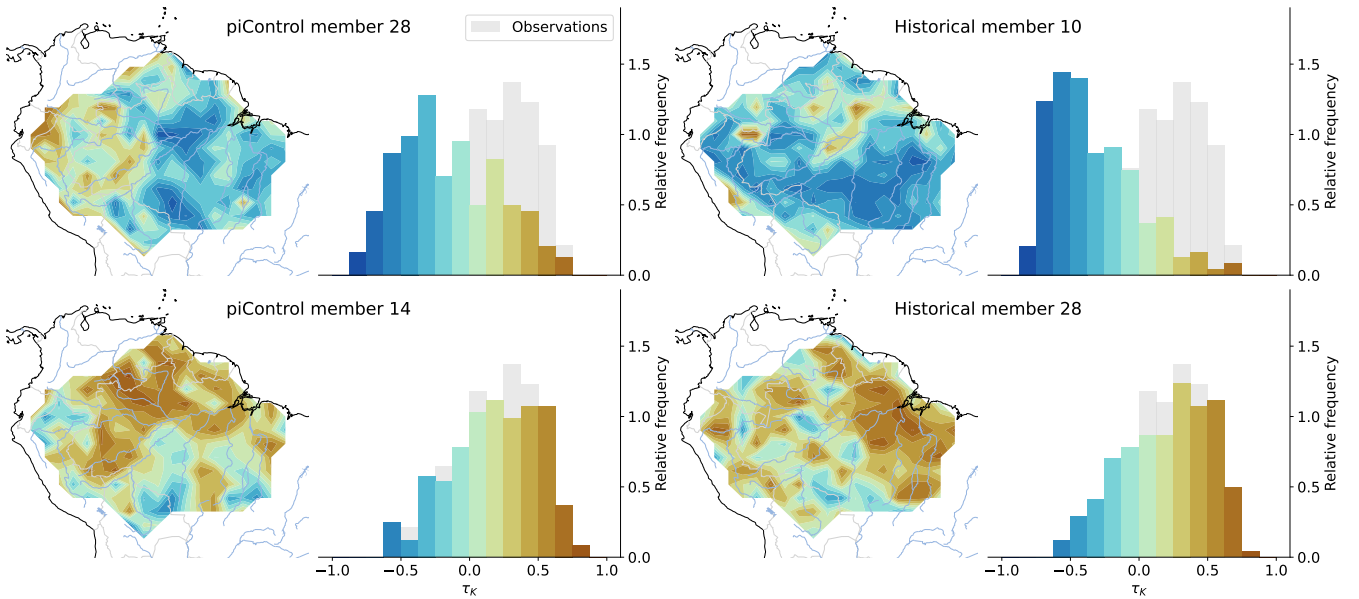 piControl member 28
Observations
1.5
1.0
0.5
0.0
Relative frequency
Historical member 10
1.5
1.0
0.5
0.0
Relative frequency
piControl member 14
1.5
1.0
0.5
0.0
Relative frequency
−1.0 −0.5 0.0 0.5 1.0
τ_K
Historical member 28
1.5
1.0
0.5
0.0
Relative frequency
−1.0 −0.5 0.0 0.5 1.0
τ_K